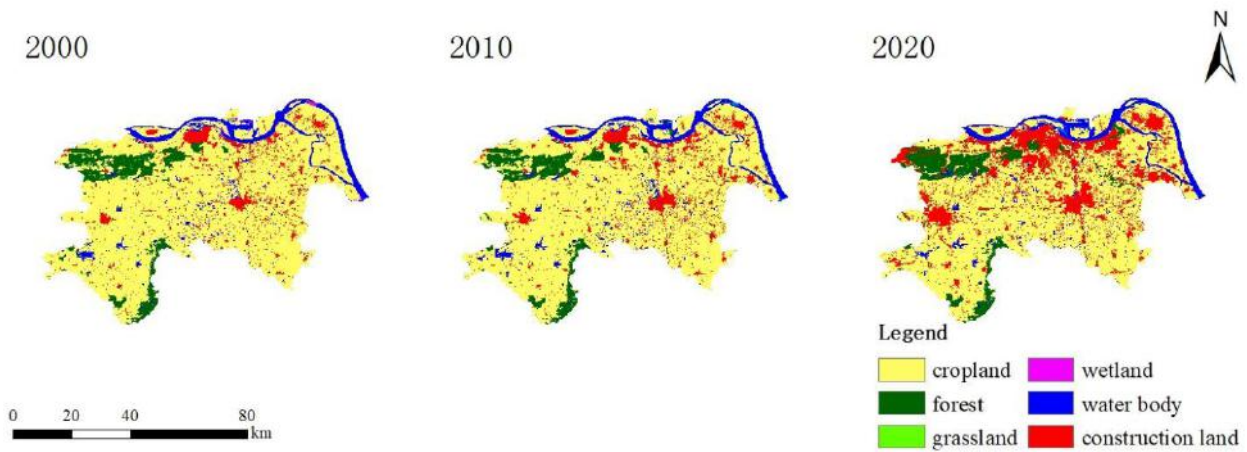 2000
2010
2020
N
Legend
cropland
wetland
forest
water body
grassland
construction land
0 20 40 80
km